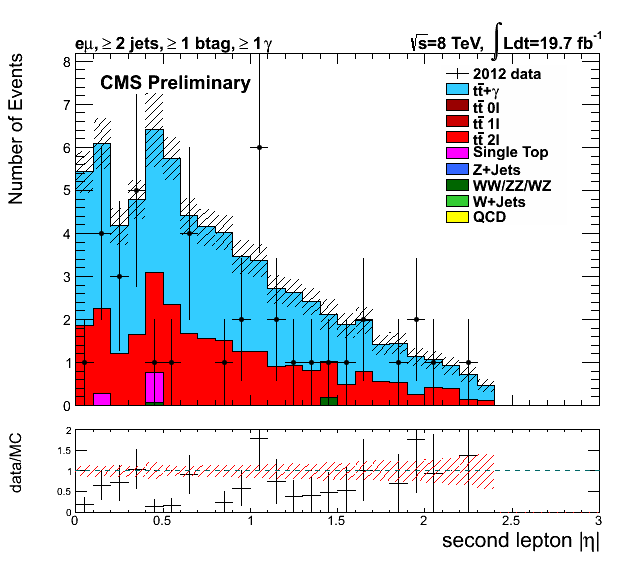 eμ, ≥ 2 jets, ≥ 1 btag, ≥ 1 γ
√s=8 TeV, ∫ Ldt=19.7 fb⁻¹
CMS Preliminary
2012 data
tt̄+γ
tt̄ 0l
tt̄ 1l
tt̄ 2l
Single Top
Z+Jets
WW/ZZ/WZ
W+Jets
QCD
Number of Events
8
7
6
5
4
3
2
1
0
data/MC
2
1.5
1
0.5
0
0 0.5 1 1.5 2 2.5 3
second lepton |η|